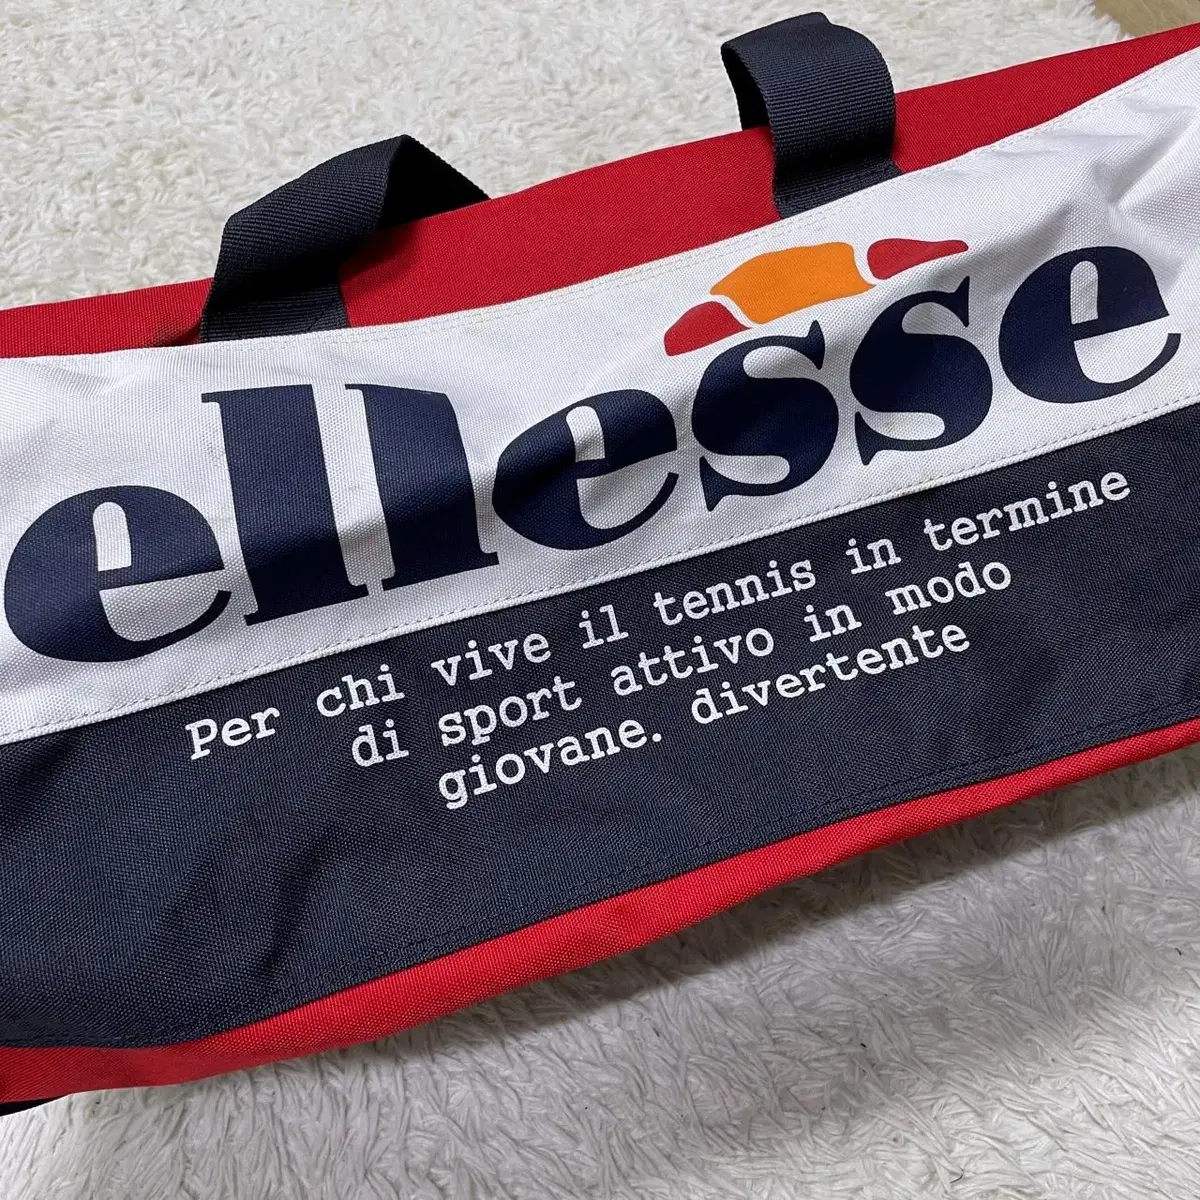 ellesse
Per chi vive il tennis in termine
di sport attivo in modo
giovane. divertente